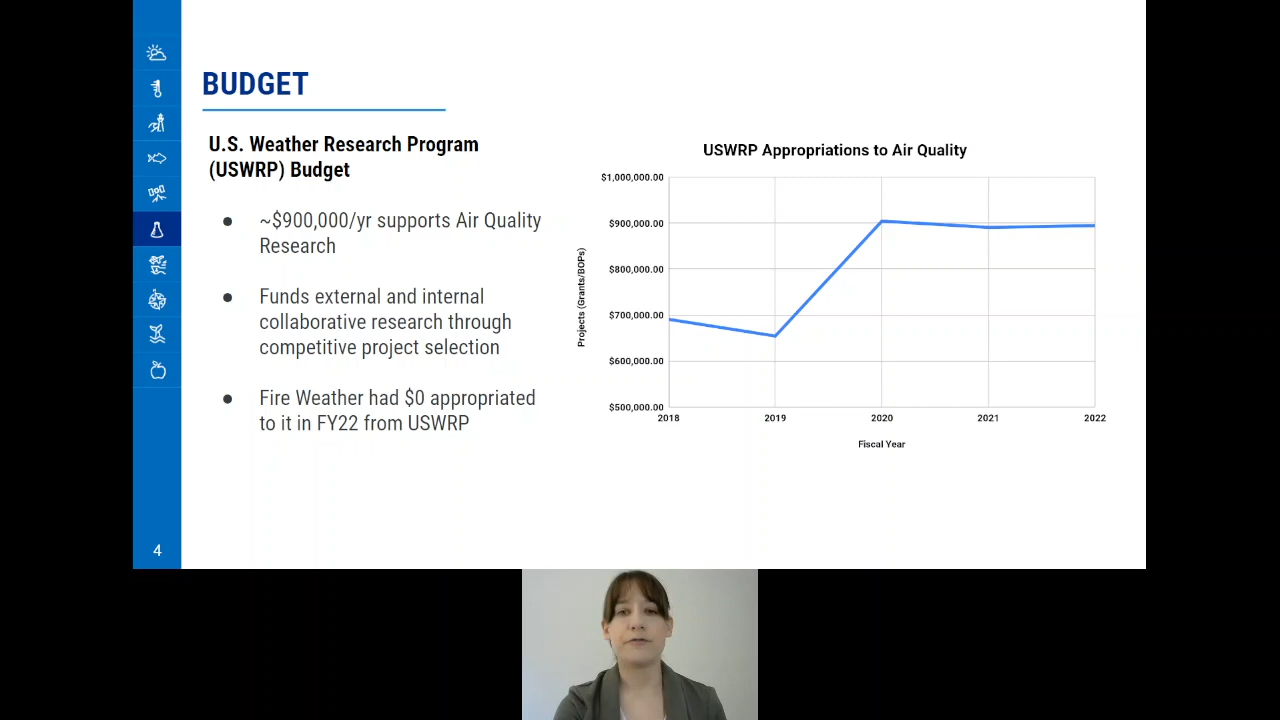 BUDGET
U.S. Weather Research Program
(USWRP) Budget
● ~$900,000/yr supports Air Quality
Research
● Funds external and internal
collaborative research through
competitive project selection
● Fire Weather had $0 appropriated
to it in FY22 from USWRP
USWRP Appropriations to Air Quality
Projects (Grants/BOPs)
$1,000,000.00
$900,000.00
$800,000.00
$700,000.00
$600,000.00
$500,000.00
2018 2019 2020 2021 2022
Fiscal Year
4